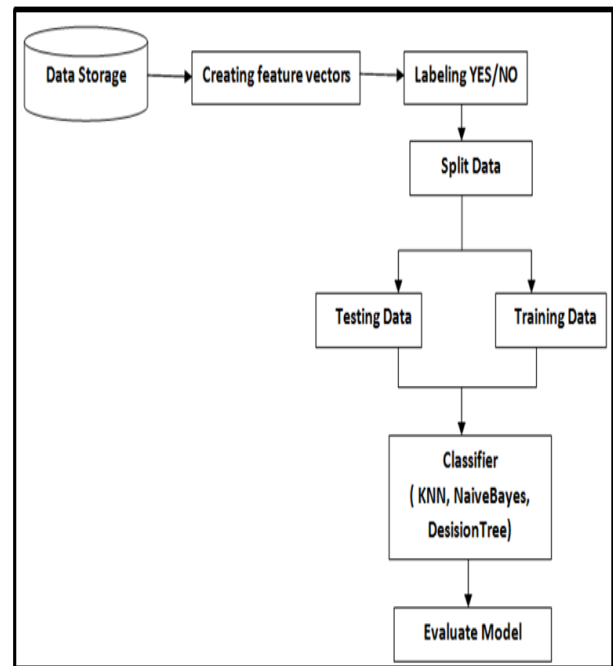 Data Storage
Creating feature vectors
Labeling YES/NO
Split Data
Testing Data
Training Data
Classifier
( KNN, NaiveBayes,
DesisionTree)
Evaluate Model